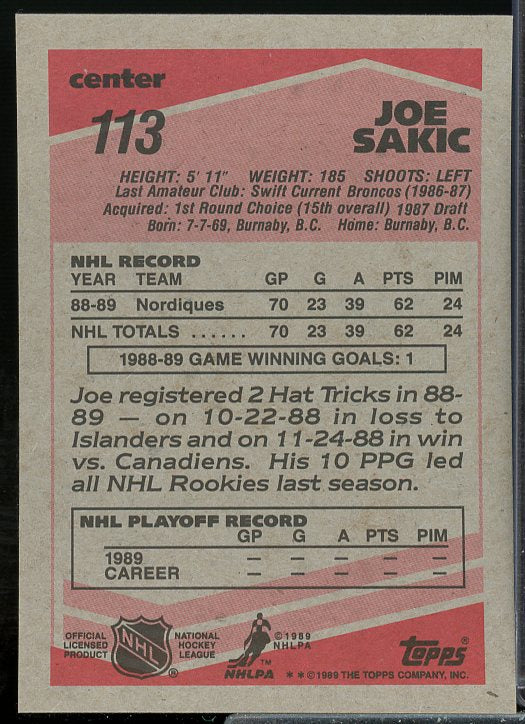 center
113
JOE
SAKIC
HEIGHT: 5' 11" WEIGHT: 185 SHOOTS: LEFT
Last Amateur Club: Swift Current Broncos (1986-87)
Acquired: 1st Round Choice (15th overall) 1987 Draft
Born: 7-7-69, Burnaby, B.C. Home: Burnaby, B.C.
NHL RECORD
YEAR TEAM GP G A PTS PIM
88-89 Nordiques 70 23 39 62 24
NHL TOTALS ...... 70 23 39 62 24
1988-89 GAME WINNING GOALS: 1
Joe registered 2 Hat Tricks in 88-
89 — on 10-22-88 in loss to
Islanders and on 11-24-88 in win
vs. Canadiens. His 10 PPG led
all NHL Rookies last season.
NHL PLAYOFF RECORD
GP G A PTS PIM
1989 — — — — —
CAREER — — — — —
OFFICIAL
LICENSED
PRODUCT
NHL
®
NATIONAL
HOCKEY
LEAGUE
©1989
NHLPA
™
NHLPA
topps®
**©1989 THE TOPPS COMPANY, INC.